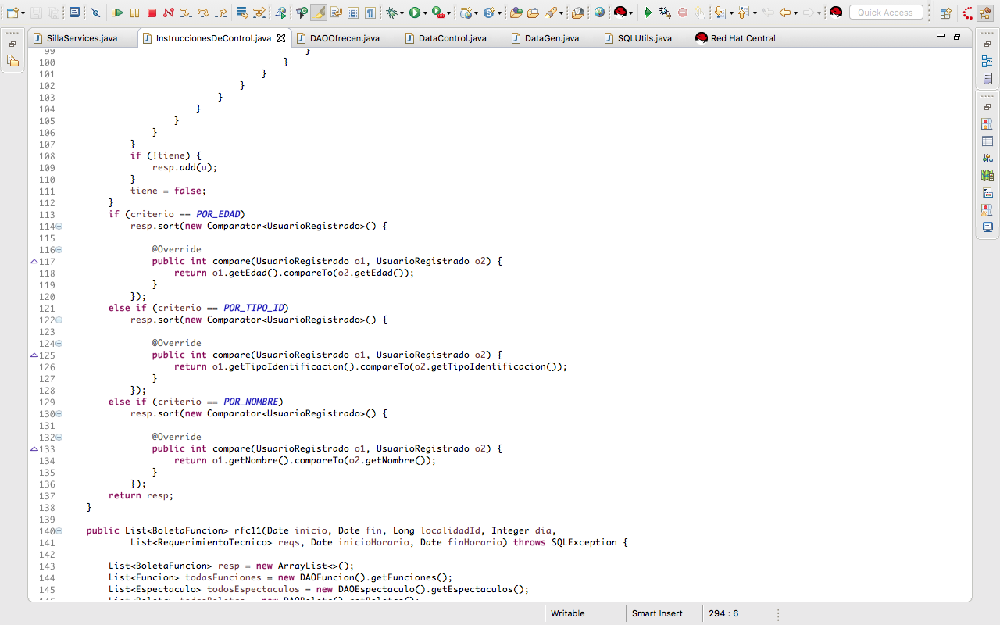 Quick Access
SillaServices.java
InstruccionesDeControl.java
DAOOfrecen.java
DataControl.java
DataGen.java
SQLUtils.java
Red Hat Central
99 }
100 }
101 }
102 }
103 }
104 }
105 }
106 }
107 }
108 if (!tiene) {
109 resp.add(u);
110 }
111 tiene = false;
112 }
113 if (criterio == POR_EDAD)
114 resp.sort(new Comparator<UsuarioRegistrado>() {
115
116 @Override
117 public int compare(UsuarioRegistrado o1, UsuarioRegistrado o2) {
118 return o1.getEdad().compareTo(o2.getEdad());
119 }
120 });
121 else if (criterio == POR_TIPO_ID)
122 resp.sort(new Comparator<UsuarioRegistrado>() {
123
124 @Override
125 public int compare(UsuarioRegistrado o1, UsuarioRegistrado o2) {
126 return o1.getTipoIdentificacion().compareTo(o2.getTipoIdentificacion());
127 }
128 });
129 else if (criterio == POR_NOMBRE)
130 resp.sort(new Comparator<UsuarioRegistrado>() {
131
132 @Override
133 public int compare(UsuarioRegistrado o1, UsuarioRegistrado o2) {
134 return o1.getNombre().compareTo(o2.getNombre());
135 }
136 });
137 return resp;
138 }
139
140 public List<BoletaFuncion> rfc11(Date inicio, Date fin, Long localidadId, Integer dia,
141 List<RequerimientoTecnico> reqs, Date inicioHorario, Date finHorario) throws SQLException {
142
143 List<BoletaFuncion> resp = new ArrayList<>();
144 List<Funcion> todasFunciones = new DAOFuncion().getFunciones();
145 List<Espectaculo> todosEspectaculos = new DAOEspectaculo().getEspectaculos();
Writable
Smart Insert
294 : 6